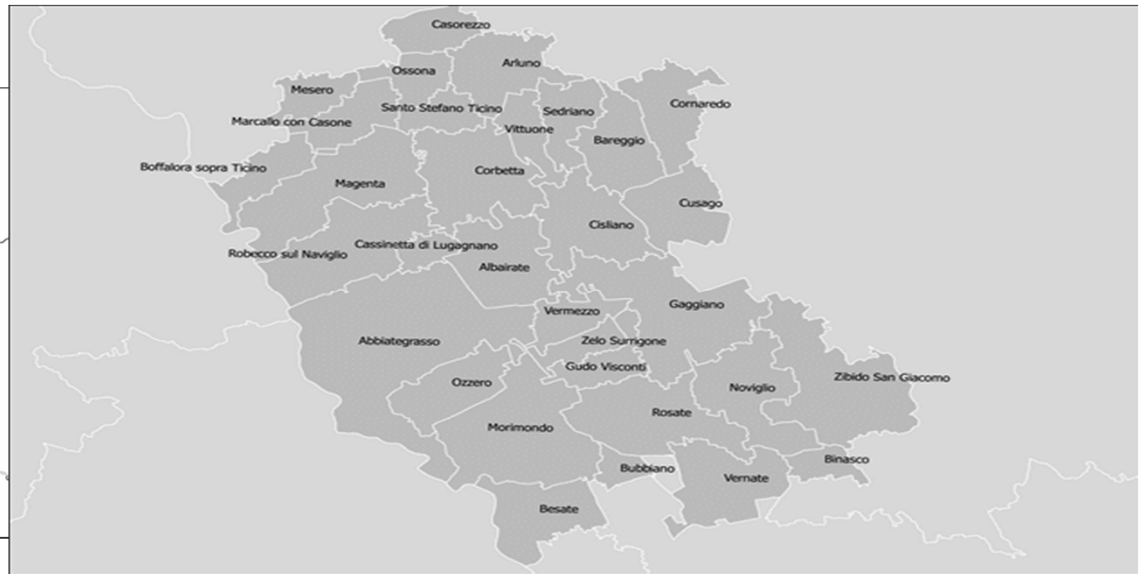 Casorezzo
Arluno
Ossona
Mesero
Cornaredo
Santo Stefano Ticino
Sedriano
Marcallo con Casone
Vittuone
Bareggio
Boffalora sopra Ticino
Corbetta
Magenta
Cusago
Cisliano
Cassinetta di Lugagnano
Robecco sul Naviglio
Albairate
Gaggiano
Vermezzo
Abbiategrasso
Zelo Surrigone
Gudo Visconti
Zibido San Giacomo
Ozzero
Noviglio
Rosate
Morimondo
Binasco
Bubbiano
Vernate
Besate